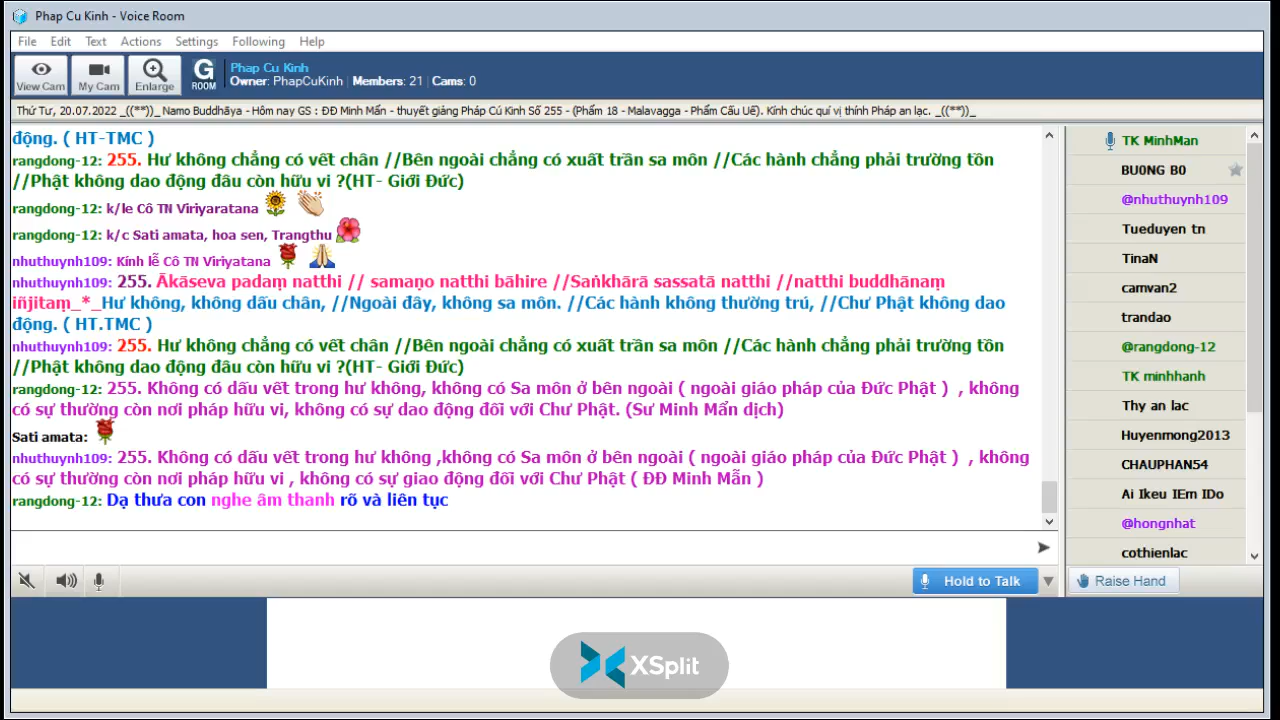 Phap Cu Kinh - Voice Room
File Edit Text Actions Settings Following Help
View Cam My Cam Enlarge G ROOM
Phap Cu Kinh
Owner: PhapCuKinh Members: 21 Cams: 0
Thứ Tư, 20.07.2022 _((**))_ Namo Buddhãya - Hôm nay GS : ĐĐ Minh Mẩn - thuyết giảng Pháp Cú Kinh Số 255 - (Phẩm 18 - Malavagga - Phẩm Cấu Uế). Kính chúc quí vị thính Pháp an lạc. _((**))_
động. ( HT-TMC )
rangdong-12: 255. Hư không chẳng có vết chân //Bên ngoài chẳng có xuất trần sa môn //Các hành chẳng phải trường tồn
//Phật không dao động đâu còn hữu vi ?(HT- Giới Đức)
rangdong-12: k/le Cô TN Viriyaratana
rangdong-12: k/c Sati amata, hoa sen, Trangthu
nhuthuynh109: Kính lễ Cô TN Viriyatana
nhuthuynh109: 255. Ākāseva padaṃ natthi // samaṇo natthi bāhire //Saṅkhārā sassatā natthi //natthi buddhānaṃ
iñjitaṃ_*_Hư không, không dấu chân, //Ngoài đây, không sa môn. //Các hành không thường trú, //Chư Phật không dao
động. ( HT.TMC )
nhuthuynh109: 255. Hư không chẳng có vết chân //Bên ngoài chẳng có xuất trần sa môn //Các hành chẳng phải trường tồn
//Phật không dao động đâu còn hữu vi ?(HT- Giới Đức)
rangdong-12: 255. Không có dấu vết trong hư không, không có Sa môn ở bên ngoài ( ngoài giáo pháp của Đức Phật ) , không
có sự thường còn nơi pháp hữu vi, không có sự dao động đối với Chư Phật. (Sư Minh Mẩn dịch)
Sati amata:
nhuthuynh109: 255. Không có dấu vết trong hư không ,không có Sa môn ở bên ngoài ( ngoài giáo pháp của Đức Phật ) , không
có sự thường còn nơi pháp hữu vi , không có sự giao động đối với Chư Phật ( ĐĐ Minh Mẫn )
rangdong-12: Dạ thưa con nghe âm thanh rõ và liên tục
TK MinhMan
BU0NG B0
@nhuthuynh109
Tueduyen tn
TinaN
camvan2
trandao
@rangdong-12
TK minhhanh
Thy an lac
Huyenmong2013
CHAUPHAN54
Ai Ikeu IEm IDo
@hongnhat
cothienlac
Hold to Talk
Raise Hand
XSplit